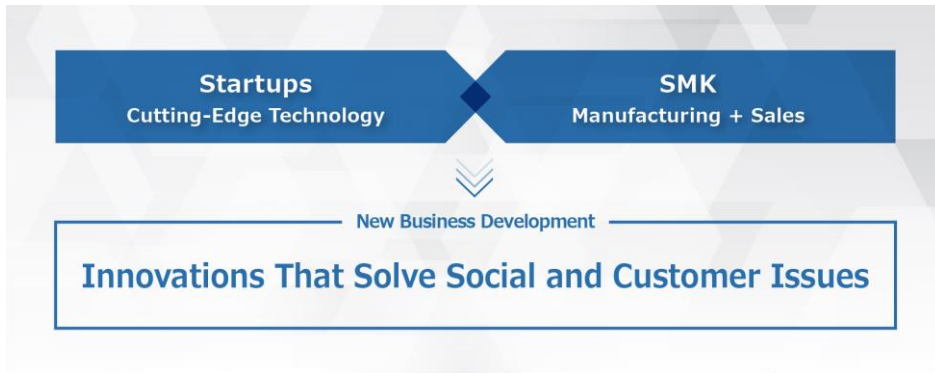 Startups
Cutting-Edge Technology
SMK
Manufacturing + Sales
New Business Development
Innovations That Solve Social and Customer Issues